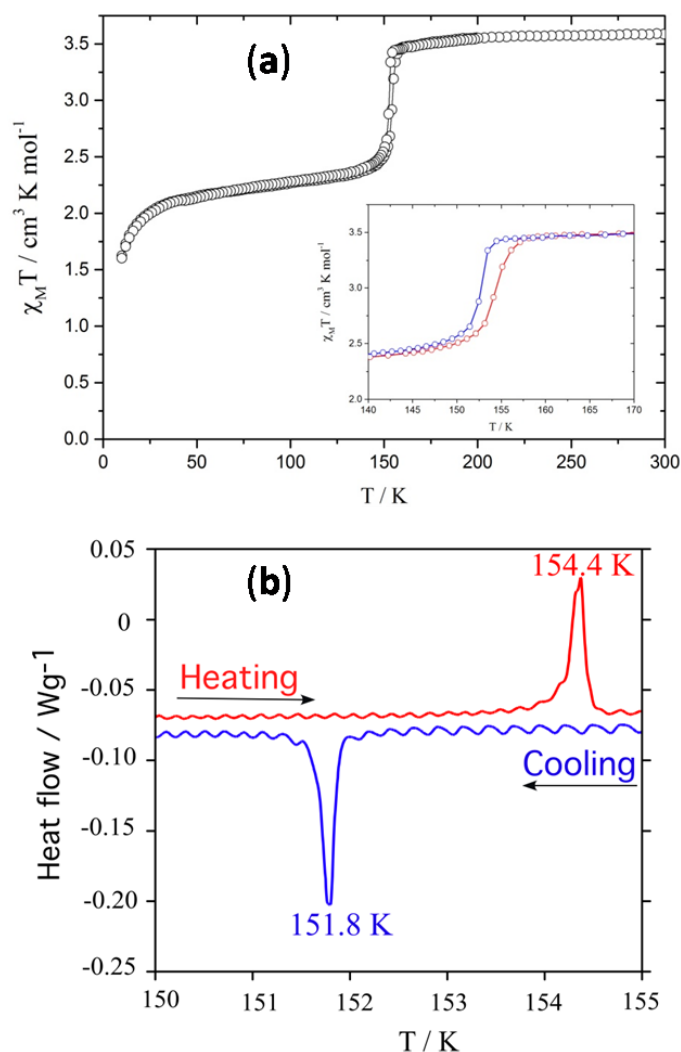 (a)
χ_M T / cm³ K mol⁻¹
3.5
3.0
2.5
2.0
1.5
1.0
0.5
0.0
0 50 100 150 200 250 300
T / K
χ_M T / cm³ K mol⁻¹
3.5
3.0
2.5
2.0
140 145 150 155 160 165 170
T / K
(b)
154.4 K
Heating
Cooling
151.8 K
Heat flow / Wg⁻¹
0.05
0
-0.05
-0.10
-0.15
-0.20
-0.25
150 151 152 153 154 155
T / K